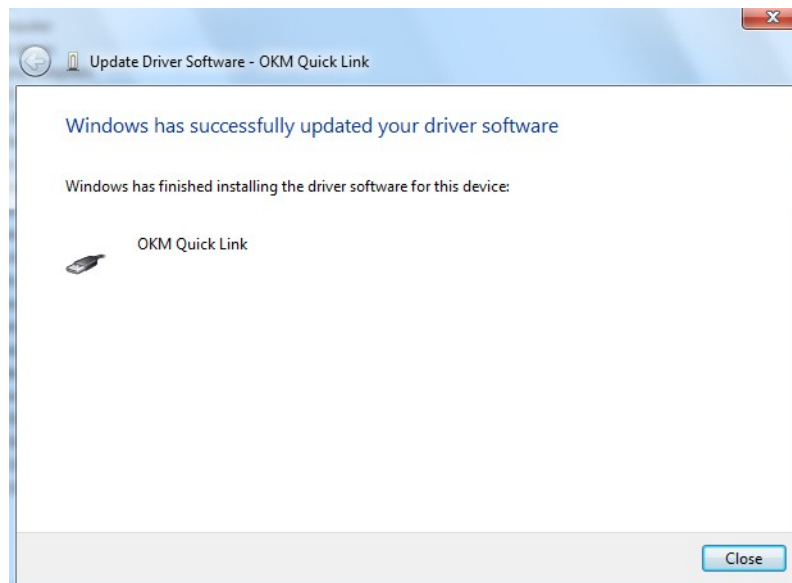 Update Driver Software - OKM Quick Link
Windows has successfully updated your driver software
Windows has finished installing the driver software for this device:
OKM Quick Link
Close